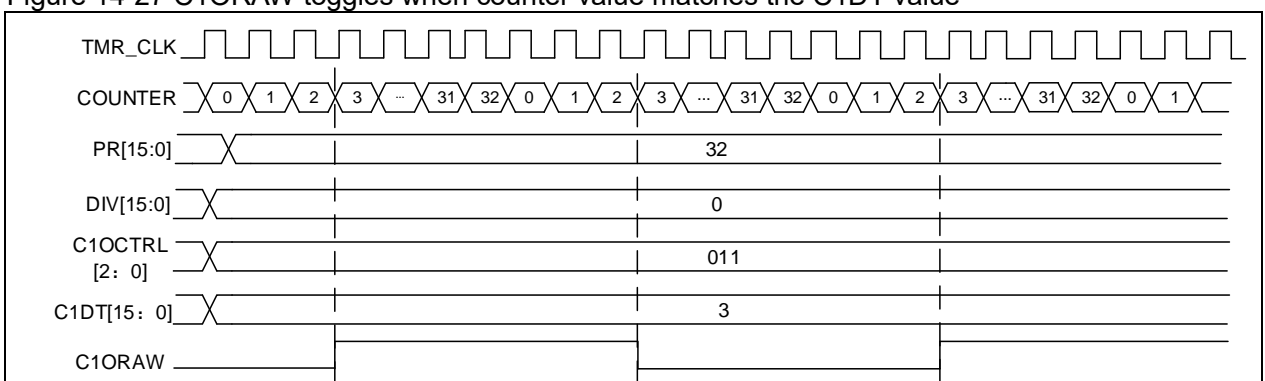 Figure 14-27 C1ORAW toggles when counter value matches the C1DT value
TMR_CLK
COUNTER 0 1 2 3 ... 31 32 0 1 2 3 ... 31 32 0 1 2 3 ... 31 32 0 1
PR[15:0] 32
DIV[15:0] 0
C1OCTRL
[2：0] 011
C1DT[15：0] 3
C1ORAW